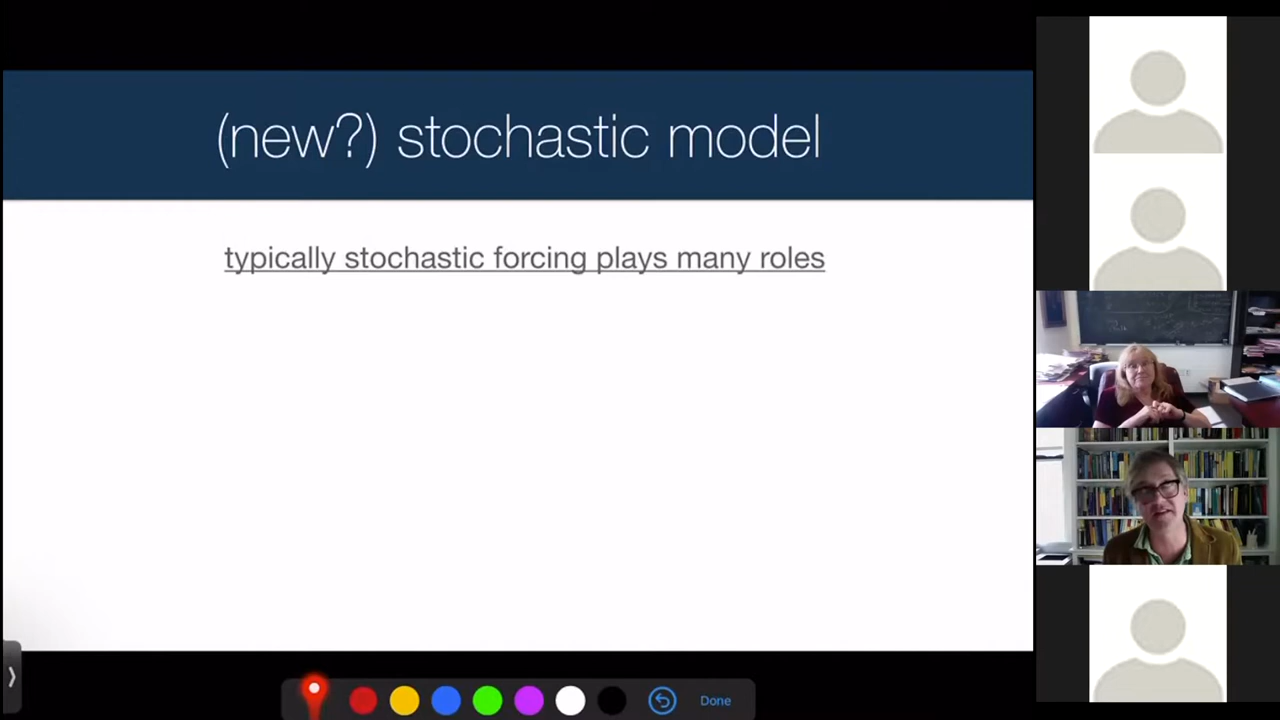 (new?) stochastic model
typically stochastic forcing plays many roles
Done